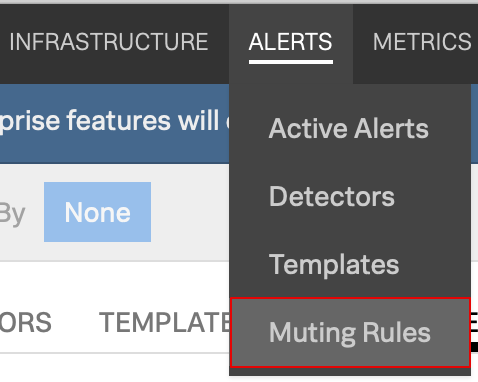 INFRASTRUCTURE ALERTS METRICS
prise features will
Active Alerts
By None
Detectors
Templates
ORS TEMPLATE
Muting Rules